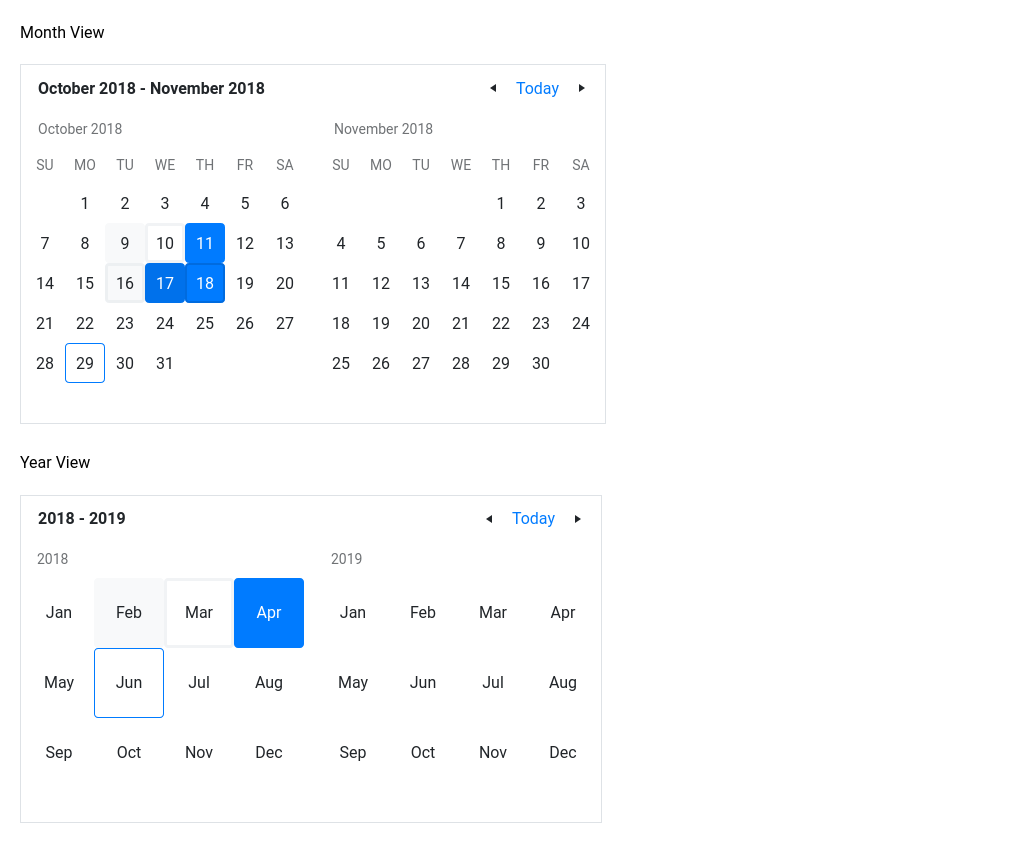 Month View
October 2018 - November 2018
Today
October 2018
November 2018
SU MO TU WE TH FR SA
SU MO TU WE TH FR SA
1 2 3 4 5 6
1 2 3
7 8 9 10 11 12 13
4 5 6 7 8 9 10
14 15 16 17 18 19 20
11 12 13 14 15 16 17
21 22 23 24 25 26 27
18 19 20 21 22 23 24
28 29 30 31
25 26 27 28 29 30
Year View
2018 - 2019
Today
2018
2019
Jan Feb Mar Apr
Jan Feb Mar Apr
May Jun Jul Aug
May Jun Jul Aug
Sep Oct Nov Dec
Sep Oct Nov Dec